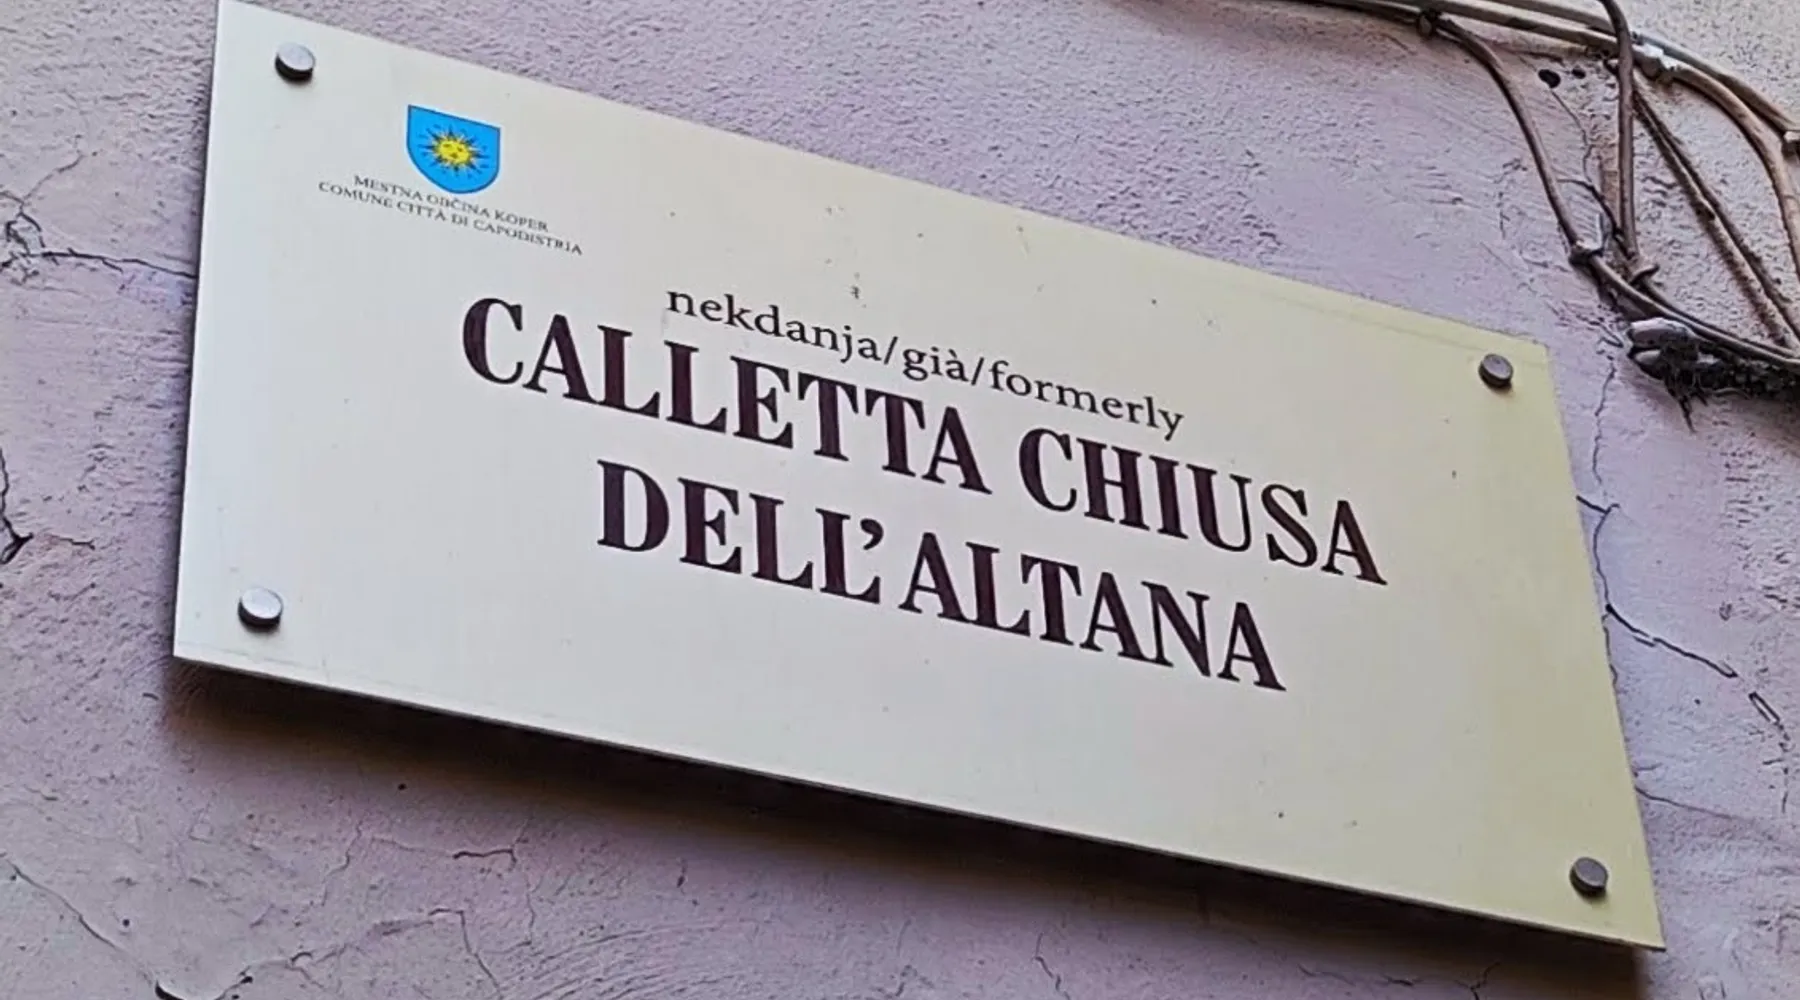 MESTNA OBČINA KOPER
COMUNE CITTÀ DI CAPODISTRIA
nekdanja/già/formerly
CALLETTA CHIUSA
DELL’ALTANA